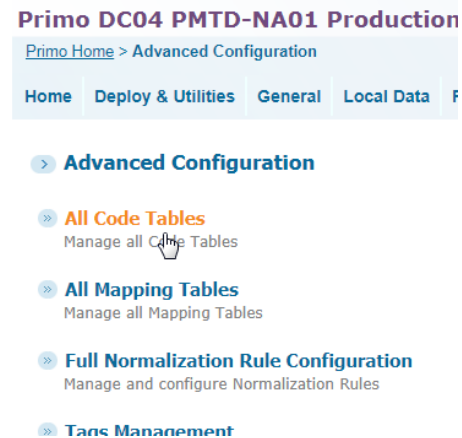 Primo DC04 PMTD-NA01 Production
Primo Home > Advanced Configuration
Home Deploy & Utilities General Local Data
Advanced Configuration
All Code Tables
Manage all Code Tables
All Mapping Tables
Manage all Mapping Tables
Full Normalization Rule Configuration
Manage and configure Normalization Rules
Tags Management